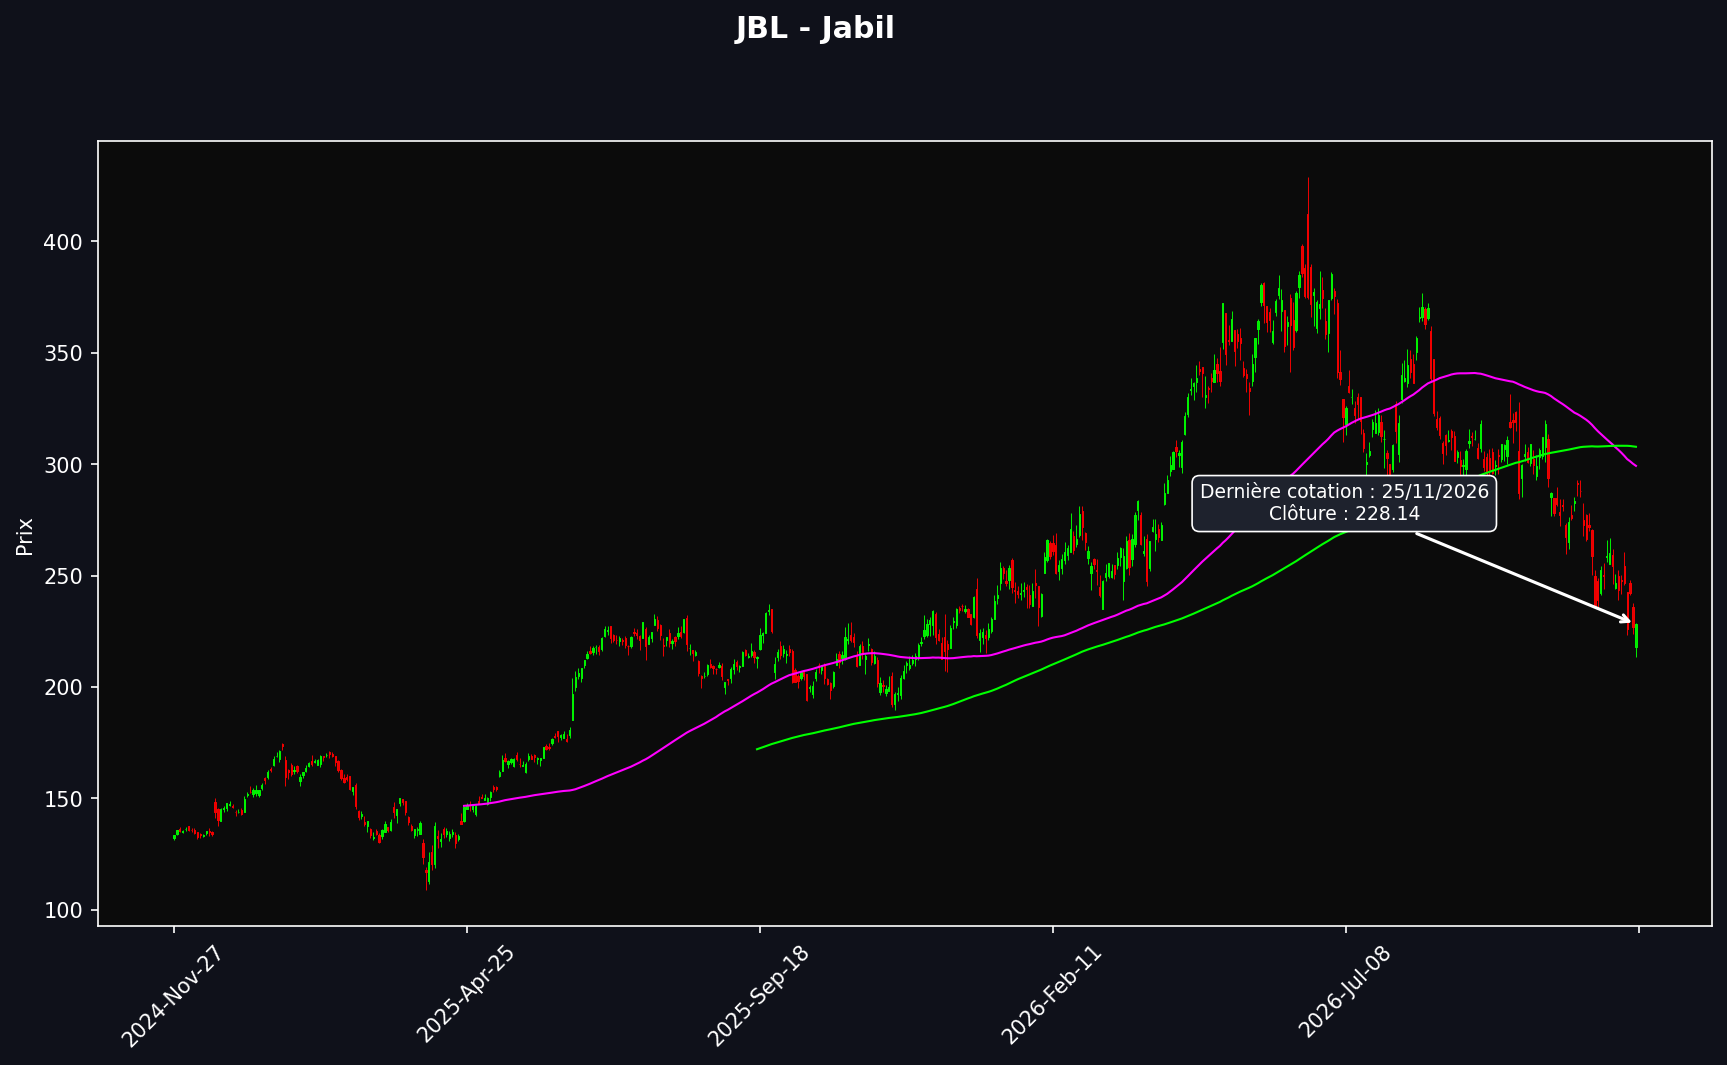 JBL - Jabil
Prix
400
350
300
250
200
150
100
Dernière cotation : 25/11/2026
Clôture : 228.14
2024-Nov-27
2025-Apr-25
2025-Sep-18
2026-Feb-11
2026-Jul-08